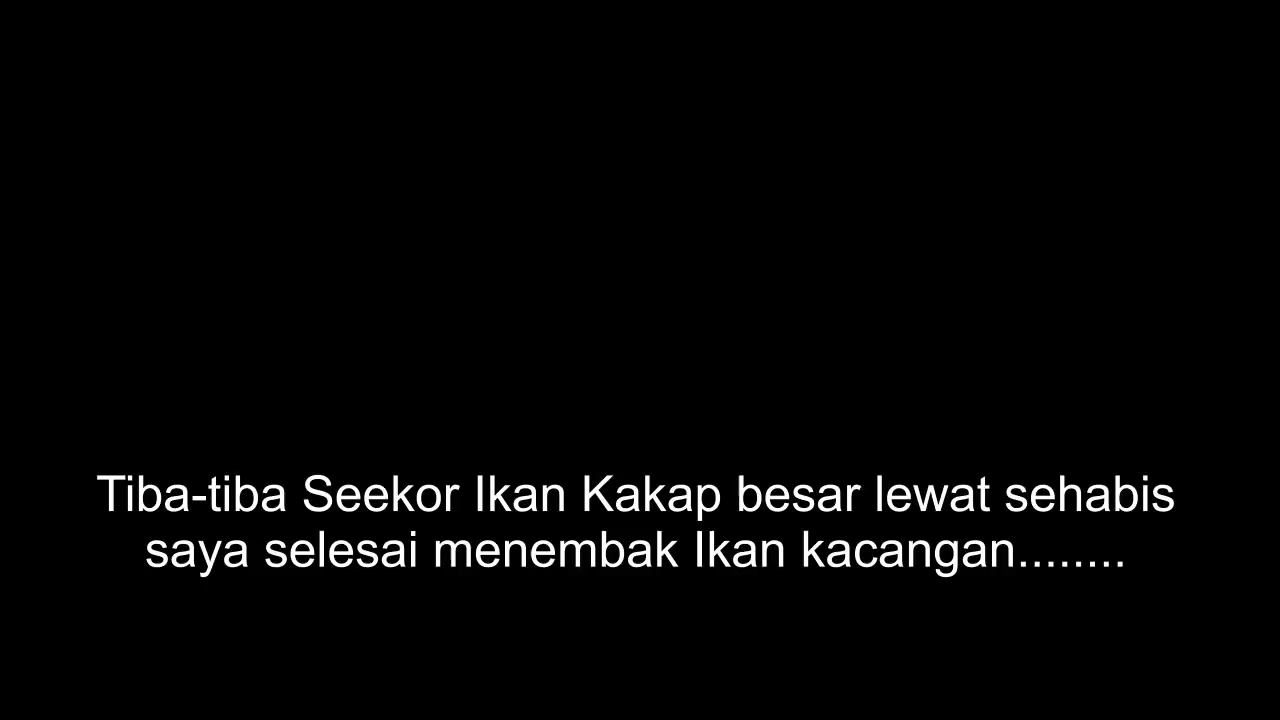 Tiba-tiba Seekor Ikan Kakap besar lewat sehabis
saya selesai menembak Ikan kacangan........